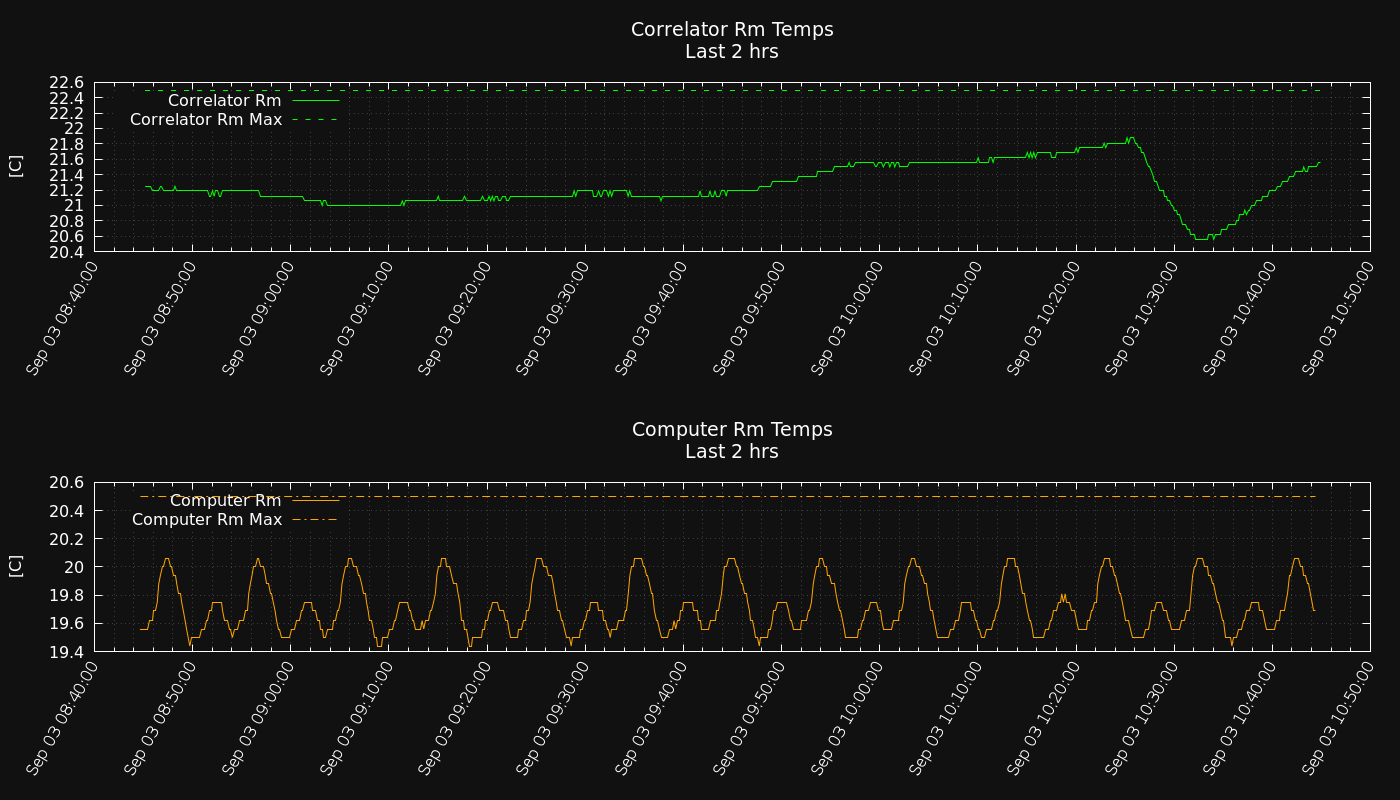 Correlator Rm Temps
Last 2 hrs
22.6
22.4
22.2
22
21.8
21.6
21.4
21.2
21
20.8
20.6
20.4
[C]
Correlator Rm
Correlator Rm Max
Sep 03 08:40:00
Sep 03 08:50:00
Sep 03 09:00:00
Sep 03 09:10:00
Sep 03 09:20:00
Sep 03 09:30:00
Sep 03 09:40:00
Sep 03 09:50:00
Sep 03 10:00:00
Sep 03 10:10:00
Sep 03 10:20:00
Sep 03 10:30:00
Sep 03 10:40:00
Sep 03 10:50:00
Computer Rm Temps
Last 2 hrs
20.6
20.4
20.2
20
19.8
19.6
19.4
[C]
Computer Rm
Computer Rm Max
Sep 03 08:40:00
Sep 03 08:50:00
Sep 03 09:00:00
Sep 03 09:10:00
Sep 03 09:20:00
Sep 03 09:30:00
Sep 03 09:40:00
Sep 03 09:50:00
Sep 03 10:00:00
Sep 03 10:10:00
Sep 03 10:20:00
Sep 03 10:30:00
Sep 03 10:40:00
Sep 03 10:50:00